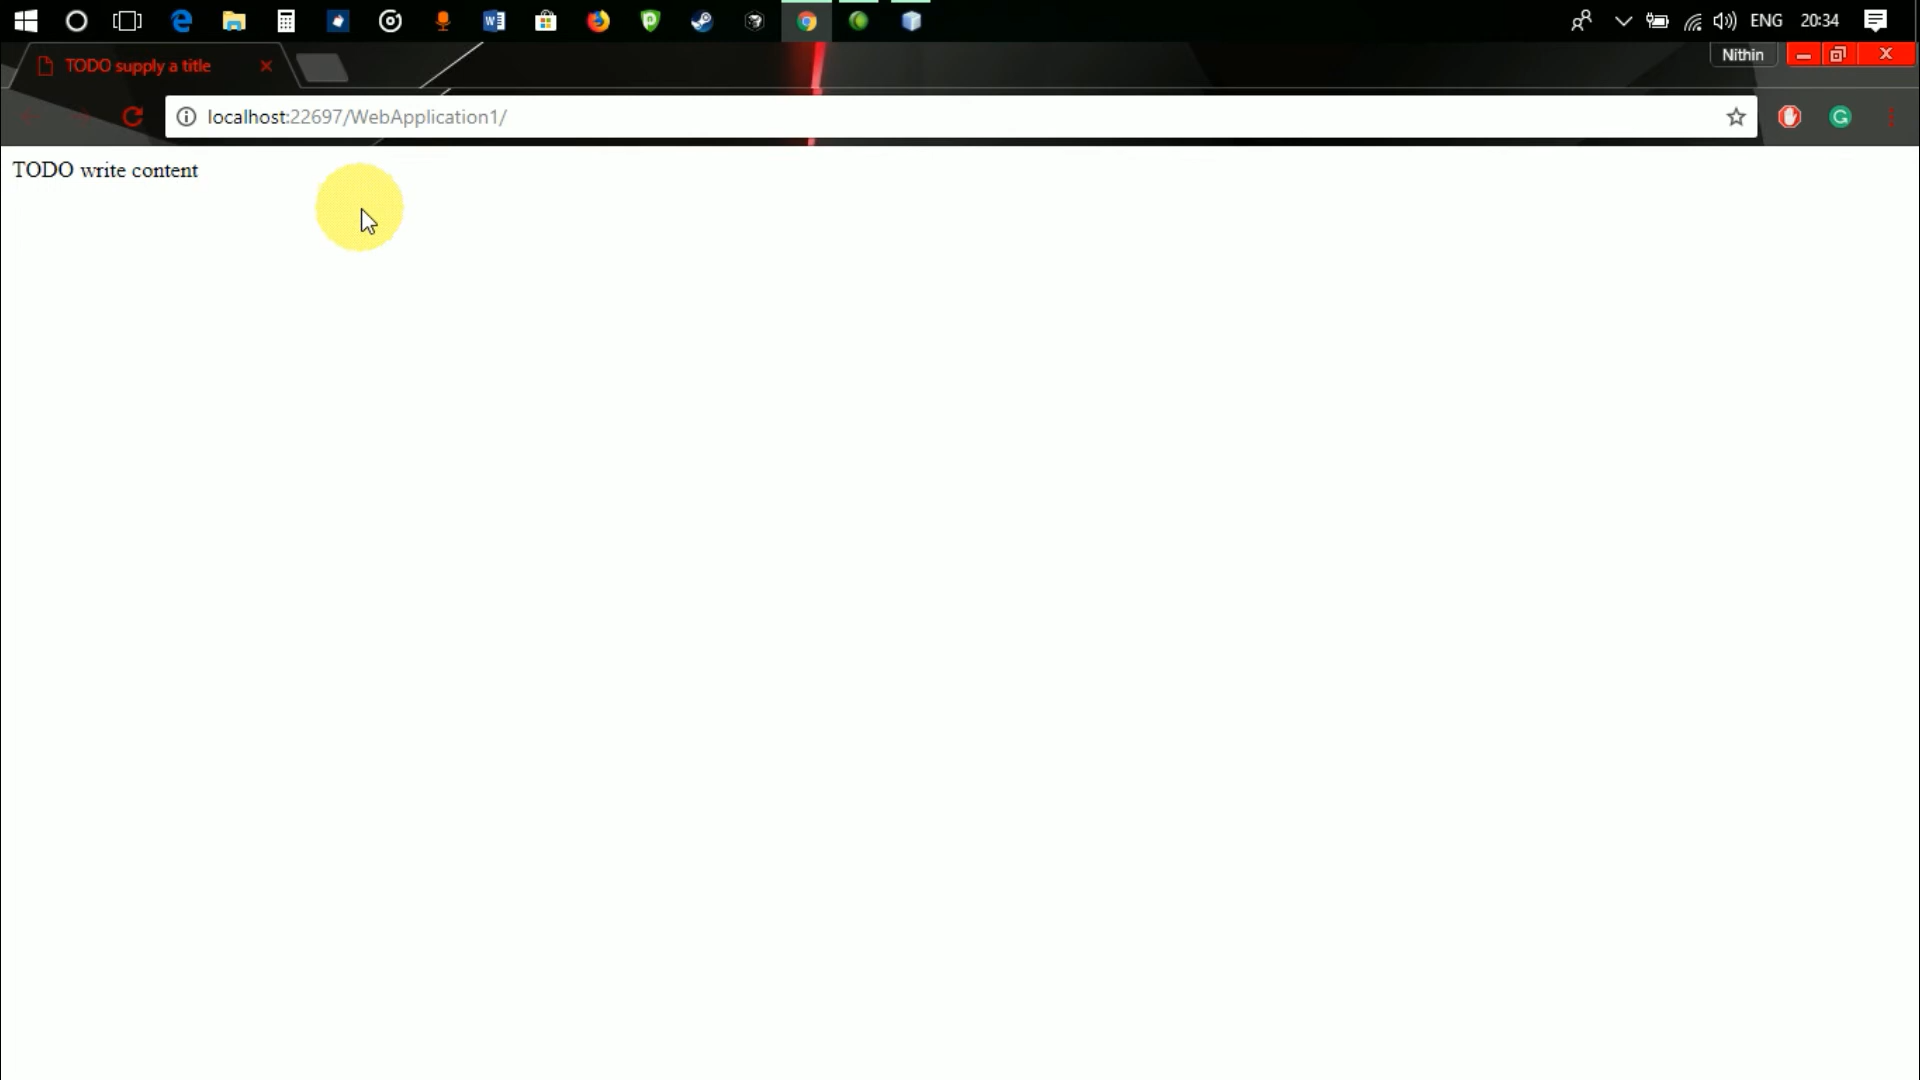 ENG 20:34
TODO supply a title
Nithin
localhost:22697/WebApplication1/
TODO write content